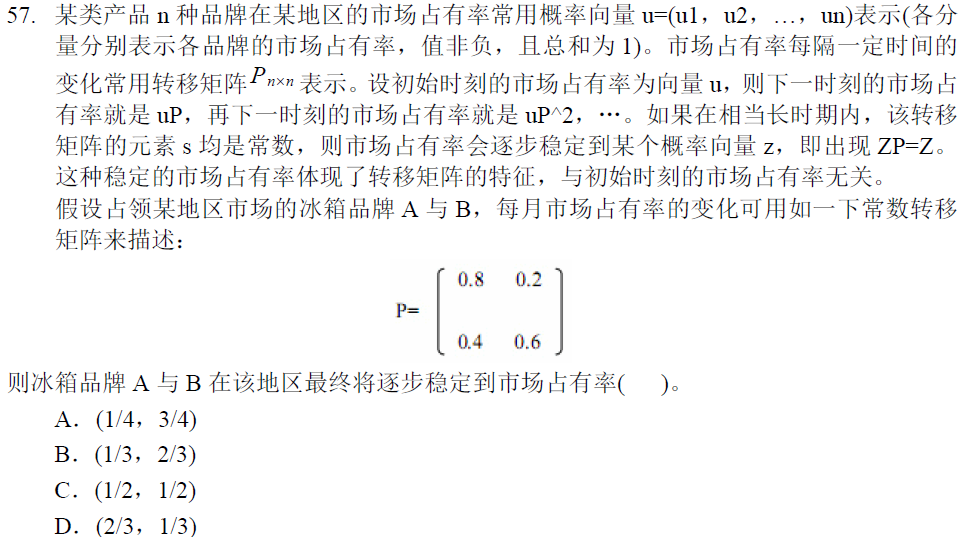 57. 某类产品 n 种品牌在某地区的市场占有率常用概率向量 u=(u1，u2，…，un)表示(各分
量分别表示各品牌的市场占有率，值非负，且总和为 1)。市场占有率每隔一定时间的
变化常用转移矩阵 P n×n 表示。设初始时刻的市场占有率为向量 u，则下一时刻的市场占
有率就是 uP，再下一时刻的市场占有率就是 uP^2，…。如果在相当长时期内，该转移
矩阵的元素 s 均是常数，则市场占有率会逐步稳定到某个概率向量 z，即出现 ZP=Z。
这种稳定的市场占有率体现了转移矩阵的特征，与初始时刻的市场占有率无关。
假设占领某地区市场的冰箱品牌 A 与 B，每月市场占有率的变化可用如一下常数转移
矩阵来描述：
0.8 0.2
P=
0.4 0.6
则冰箱品牌 A 与 B 在该地区最终将逐步稳定到市场占有率( )。
A．(1/4，3/4)
B．(1/3，2/3)
C．(1/2，1/2)
D．(2/3，1/3)